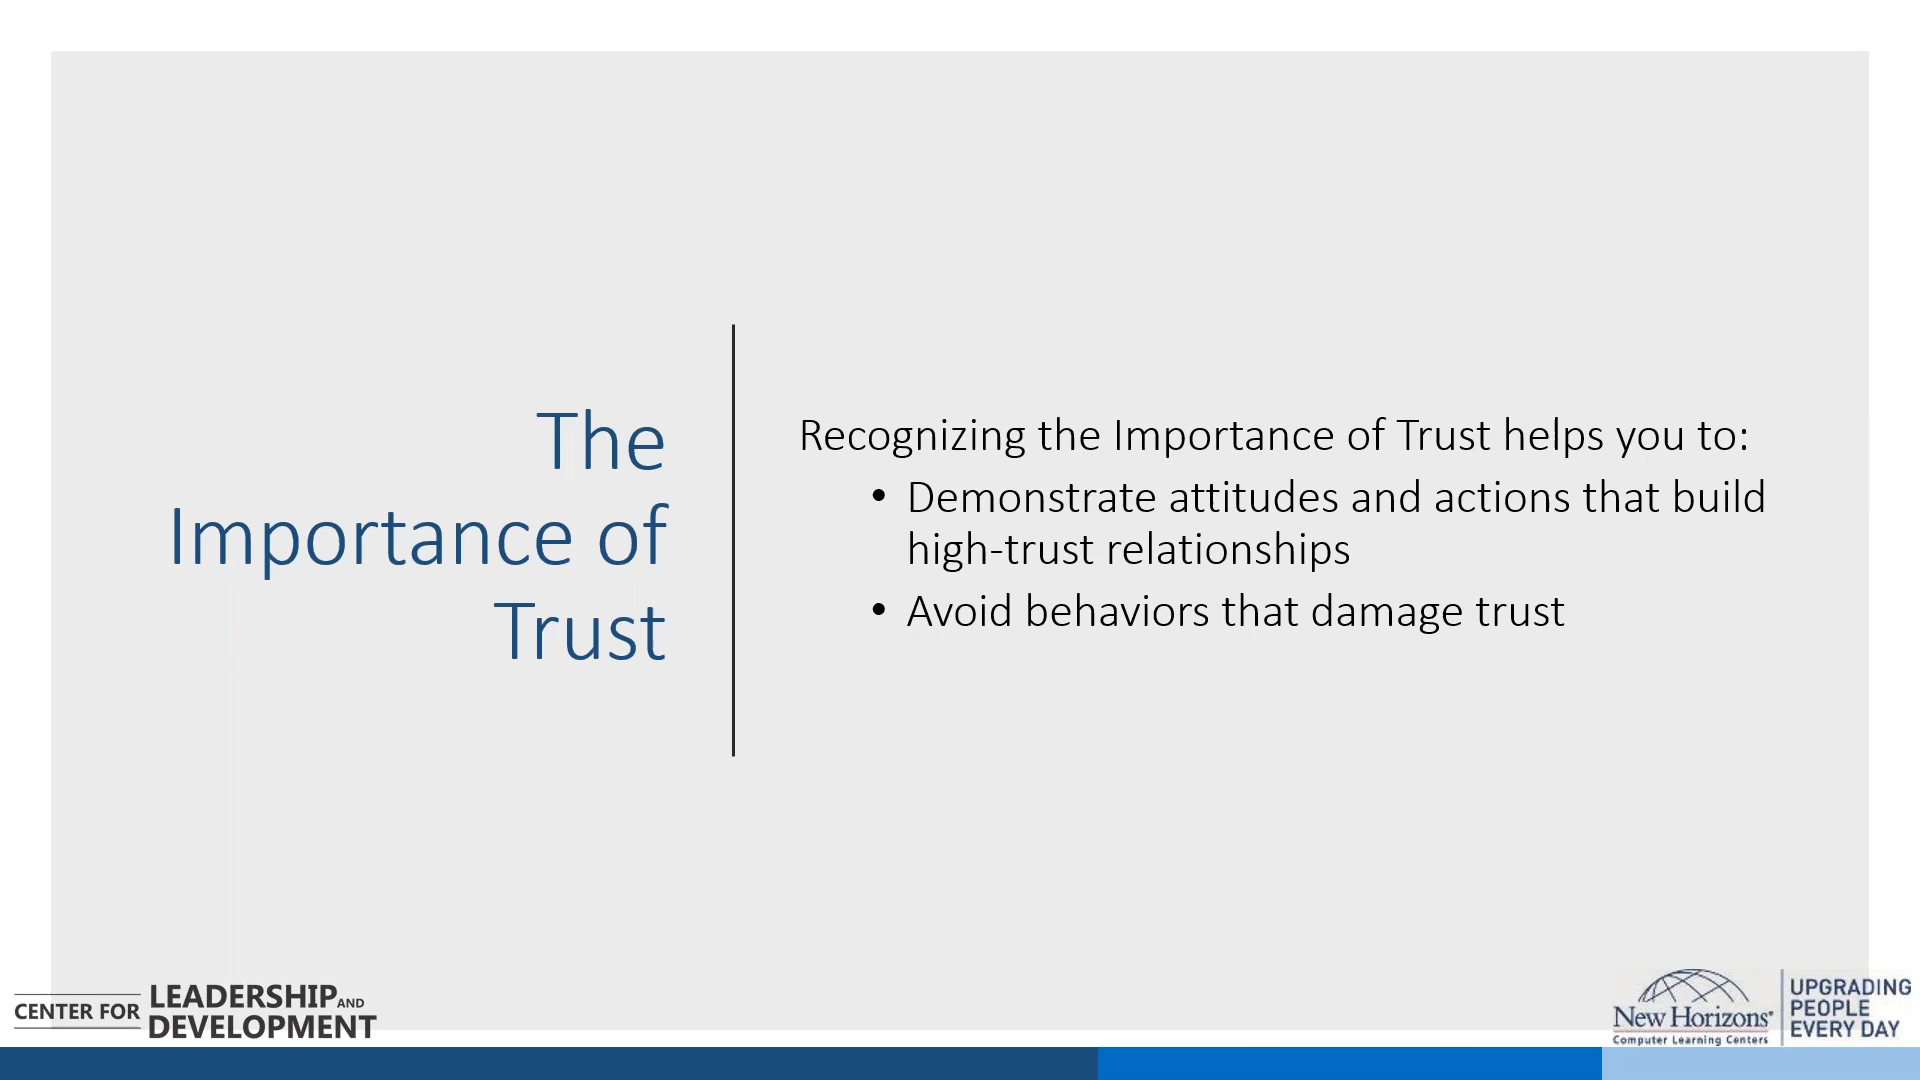 The
Importance of
Trust
Recognizing the Importance of Trust helps you to:
• Demonstrate attitudes and actions that build
high-trust relationships
• Avoid behaviors that damage trust
CENTER FOR LEADERSHIP AND
DEVELOPMENT
New Horizons®
Computer Learning Centers
UPGRADING
PEOPLE
EVERY DAY